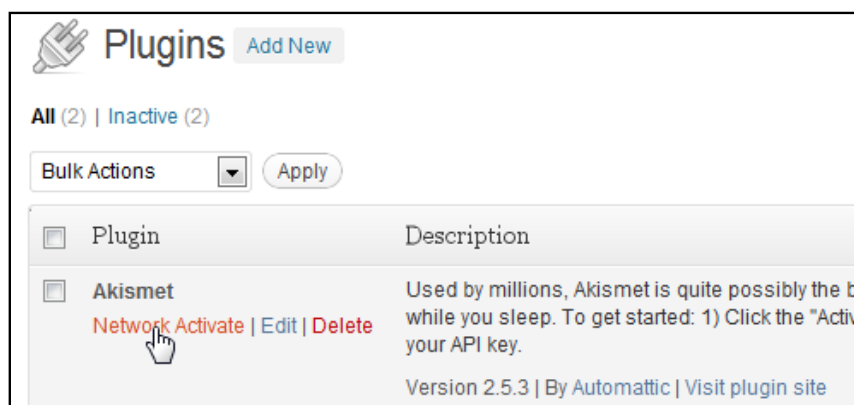 Plugins Add New
All (2) | Inactive (2)
Bulk Actions Apply
Plugin Description
Akismet
Network Activate | Edit | Delete
Used by millions, Akismet is quite possibly the
while you sleep. To get started: 1) Click the
your API key.
Version 2.5.3 | By Automattic | Visit plugin site